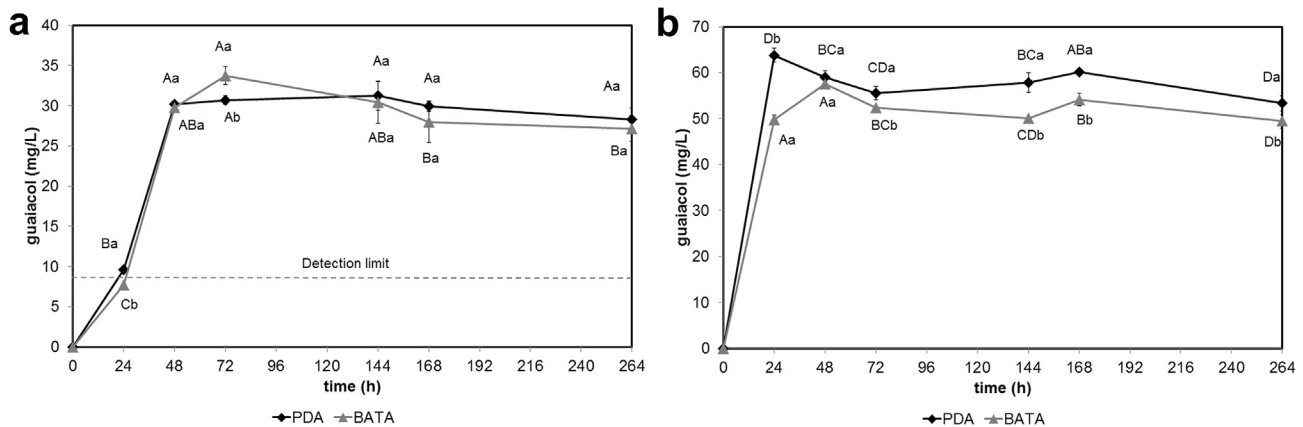 a
guaiacol (mg/L)
40
35
30
25
20
15
10
5
0
Ba
Cb
Aa
ABa
Aa
Ab
Aa
ABa
Aa
Ba
Aa
Ba
Detection limit
0 24 48 72 96 120 144 168 192 216 240 264
time (h)
PDA BATA
b
guaiacol (mg/L)
70
60
50
40
30
20
10
0
Db
Aa
BCa
Aa
CDa
BCb
BCa
CDb
ABa
Bb
Da
Db
0 24 48 72 96 120 144 168 192 216 240 264
time (h)
PDA BATA